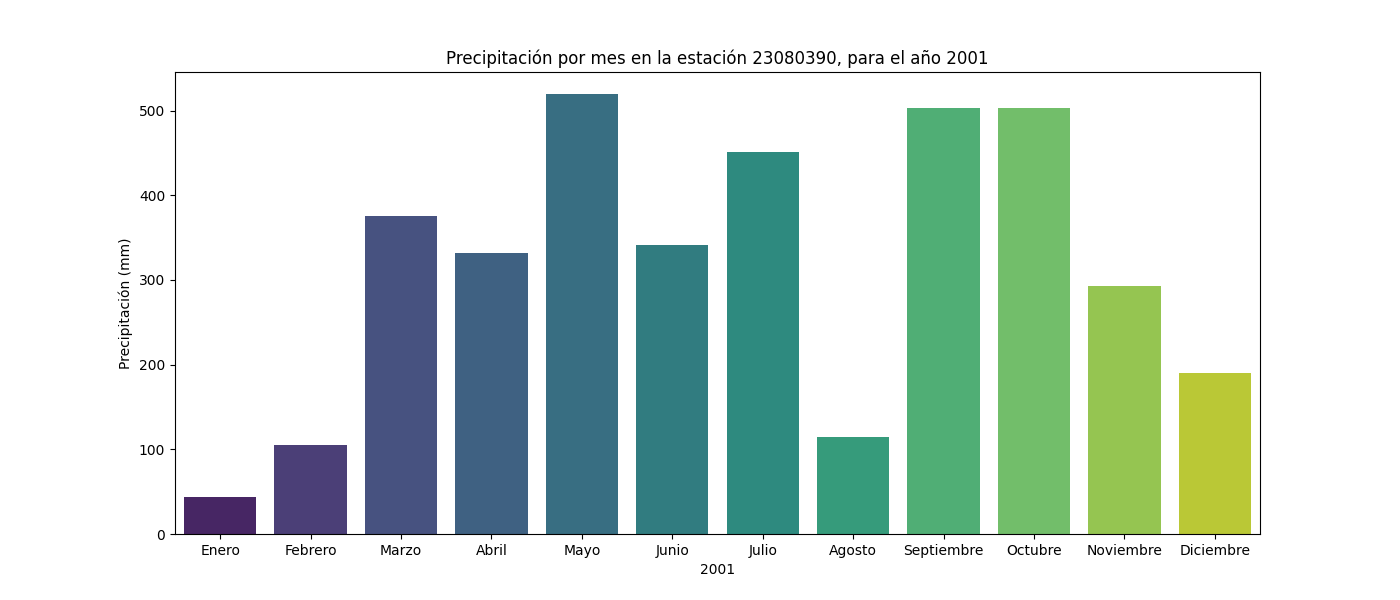 Precipitación por mes en la estación 23080390, para el año 2001
Precipitación (mm)
500
400
300
200
100
0
Enero Febrero Marzo Abril Mayo Junio Julio Agosto Septiembre Octubre Noviembre Diciembre
2001